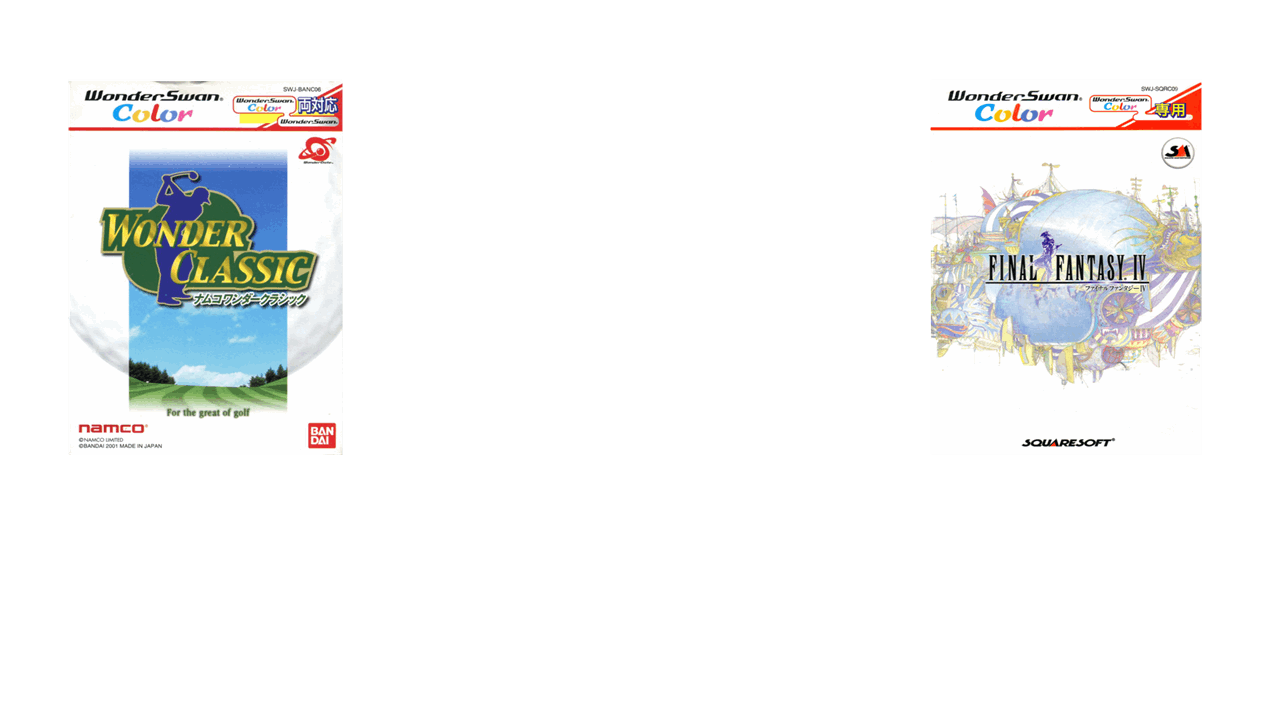 SWJ-BANC06
WonderSwan
Color
WonderSwan
Color
両対応
WonderSwan
WONDER
CLASSIC
ナムコワンダークラシック
For the great of golf
namco®
©NAMCO LIMITED
©BANDAI 2001 MADE IN JAPAN
BAN
DAI
SWJ-SQRC09
WonderSwan
Color
WonderSwan
Color
専用
FINAL FANTASY IV
ファイナルファンタジーIV
SQUARESOFT®